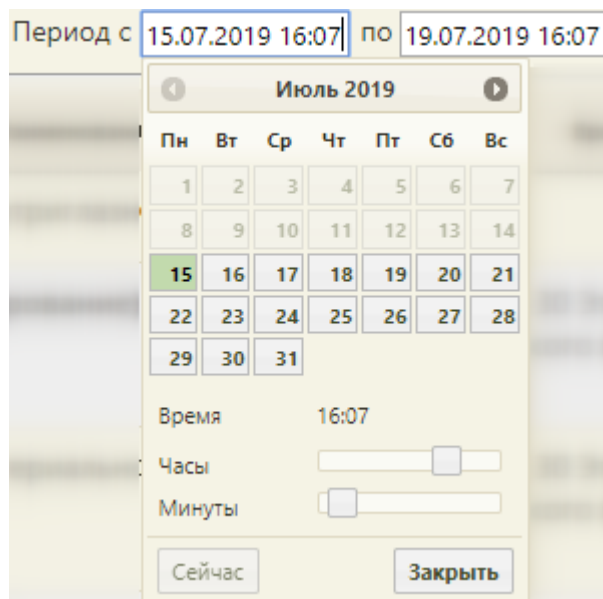 Период с 15.07.2019 16:07 по 19.07.2019 16:07
Июль 2019
Пн Вт Ср Чт Пт Сб Вс
1 2 3 4 5 6 7
8 9 10 11 12 13 14
15 16 17 18 19 20 21
22 23 24 25 26 27 28
29 30 31
Время 16:07
Часы
Минуты
Сейчас Закрыть